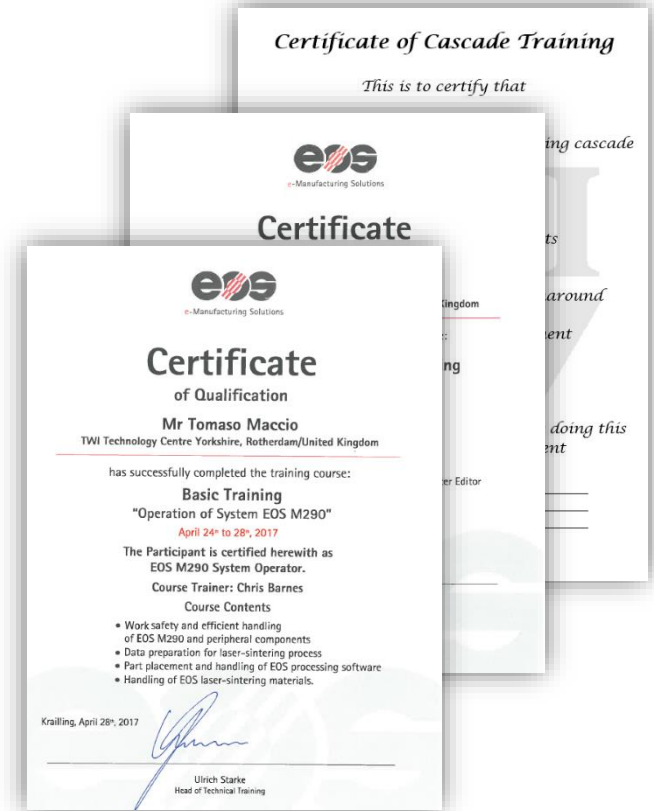 Certificate of Cascade Training
This is to certify that
ing cascade
ts
around
ent
doing this
ent
eos
e-Manufacturing Solutions
Certificate
Kingdom
ng
er Editor
eos
e-Manufacturing Solutions
Certificate
of Qualification
Mr Tomaso Maccio
TWI Technology Centre Yorkshire, Rotherdam/United Kingdom
has successfully completed the training course:
Basic Training
"Operation of System EOS M290"
April 24th to 28th, 2017
The Participant is certified herewith as
EOS M290 System Operator.
Course Trainer: Chris Barnes
Course Contents
• Work safety and efficient handling
of EOS M290 and peripheral components
• Data preparation for laser-sintering process
• Part placement and handling of EOS processing software
• Handling of EOS laser-sintering materials.
Krailling, April 28th, 2017
Ulrich Starke
Head of Technical Training